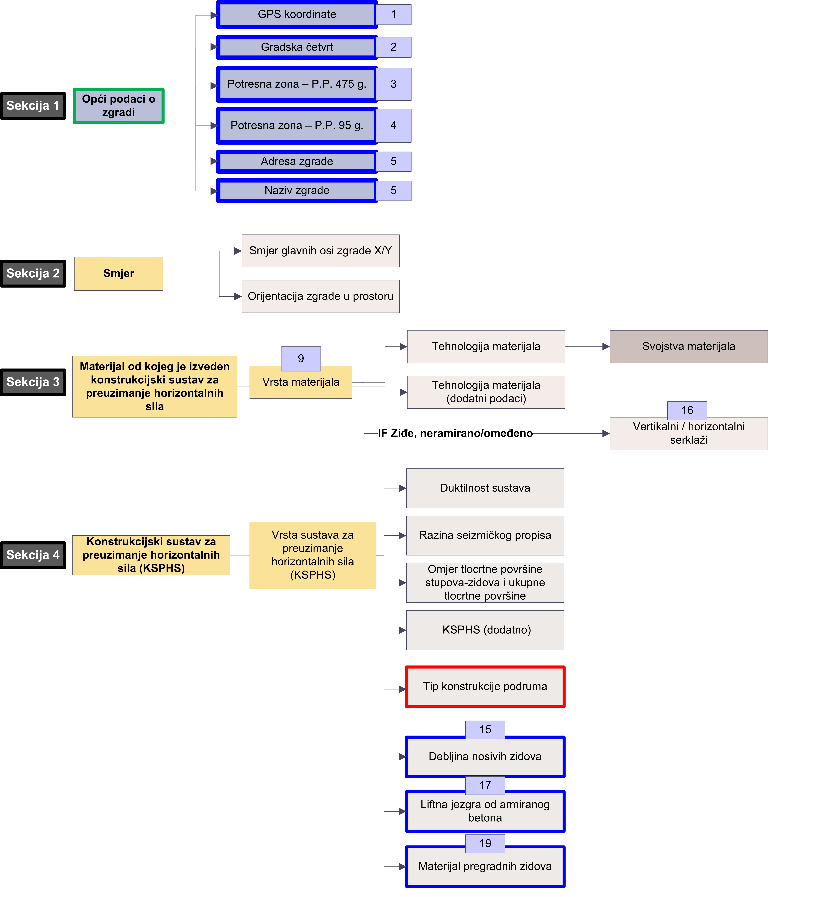 GPS koordinate 1
Gradska četvrt 2
Potresna zona – P.P. 475 g. 3
Sekcija 1
Opći podaci o
zgradi
Potresna zona – P.P. 95 g. 4
Adresa zgrade 5
Naziv zgrade 5
Sekcija 2
Smjer
Smjer glavnih osi zgrade X/Y
Orijentacija zgrade u prostoru
Sekcija 3
Materijal od kojeg je izveden
konstrukcijski sustav za
preuzimanje horizontalnih
sila
9
Vrsta materijala
Tehnologija materijala
Svojstva materijala
Tehnologija materijala
(dodatni podaci)
IF Ziđe, neramirano/omeđeno
16
Vertikalni / horizontalni
serklaži
Sekcija 4
Konstrukcijski sustav za
preuzimanje horizontalnih
sila (KSPHS)
Vrsta sustava za
preuzimanje
horizontalnih sila
(KSPHS)
Duktilnost sustava
Razina seizmičkog propisa
Omjer tlocrtne površine
stupova-zidova i ukupne
tlocrtne površine
KSPHS (dodatno)
Tip konstrukcije podruma
15
Debljina nosivih zidova
17
Liftna jezgra od armiranog
betona
19
Materijal pregradnih zidova